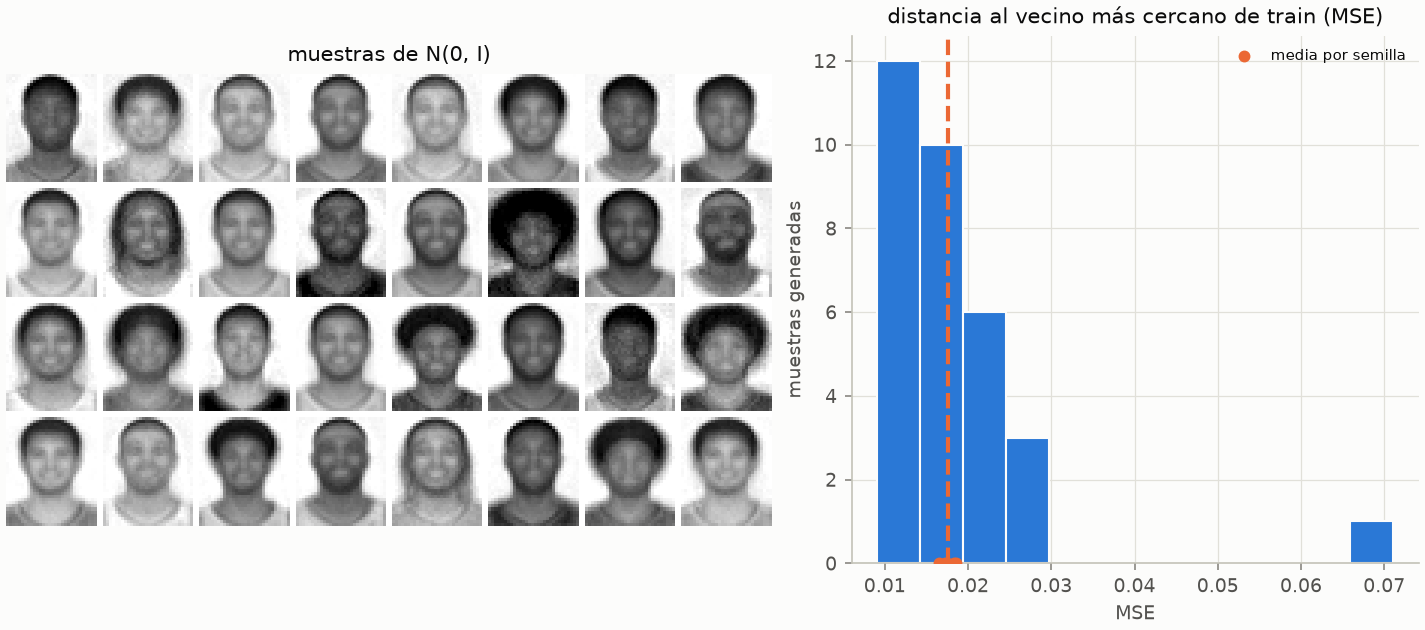 muestras de N(0, I)
distancia al vecino más cercano de train (MSE)
media por semilla
muestras generadas
12
10
8
6
4
2
0
0.01 0.02 0.03 0.04 0.05 0.06 0.07
MSE